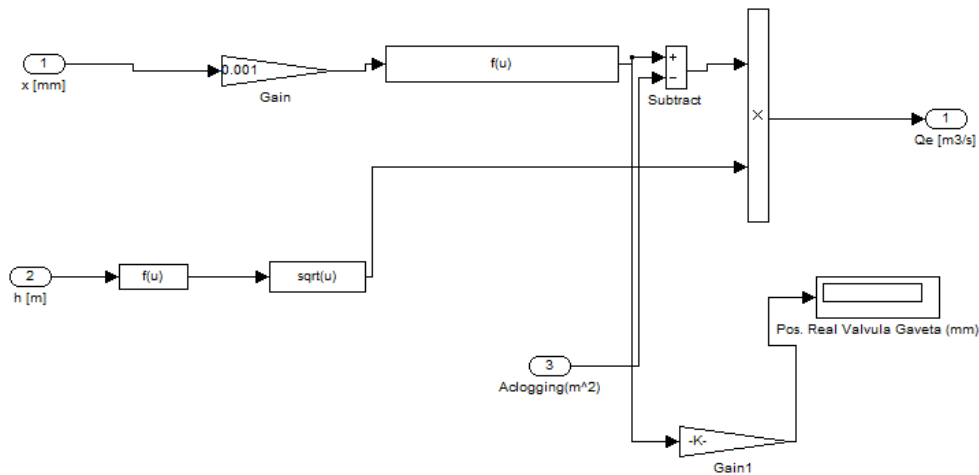 1
x [mm]
0.001
Gain
f(u)
+
−
Subtract
×
1
Qe [m3/s]
2
h [m]
f(u)
sqrt(u)
3
Aclogging(m^2)
Pos. Real Valvula Gaveta (mm)
-K-
Gain1